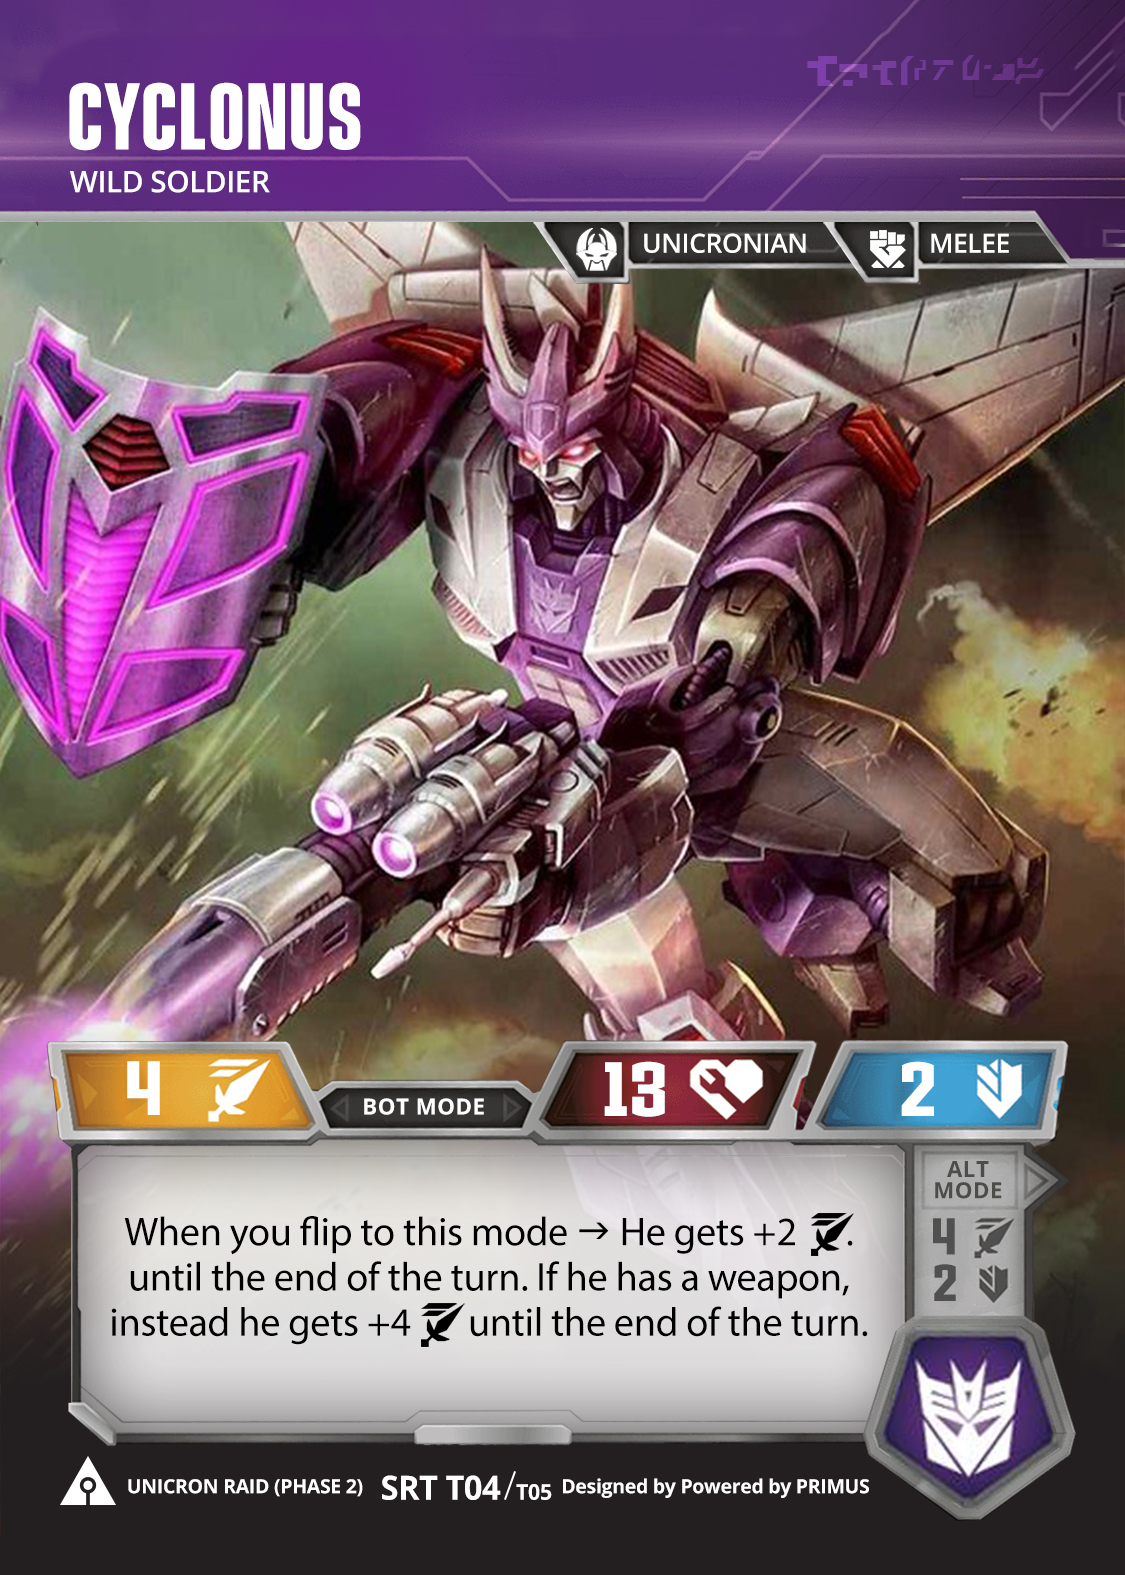 CYCLONUS
WILD SOLDIER
UNICRONIAN
MELEE
4
BOT MODE
13
2
When you flip to this mode → He gets +2 .
until the end of the turn. If he has a weapon,
instead he gets +4 until the end of the turn.
ALT
MODE
4
2
UNICRON RAID (PHASE 2) SRT T04/T05 Designed by Powered by PRIMUS